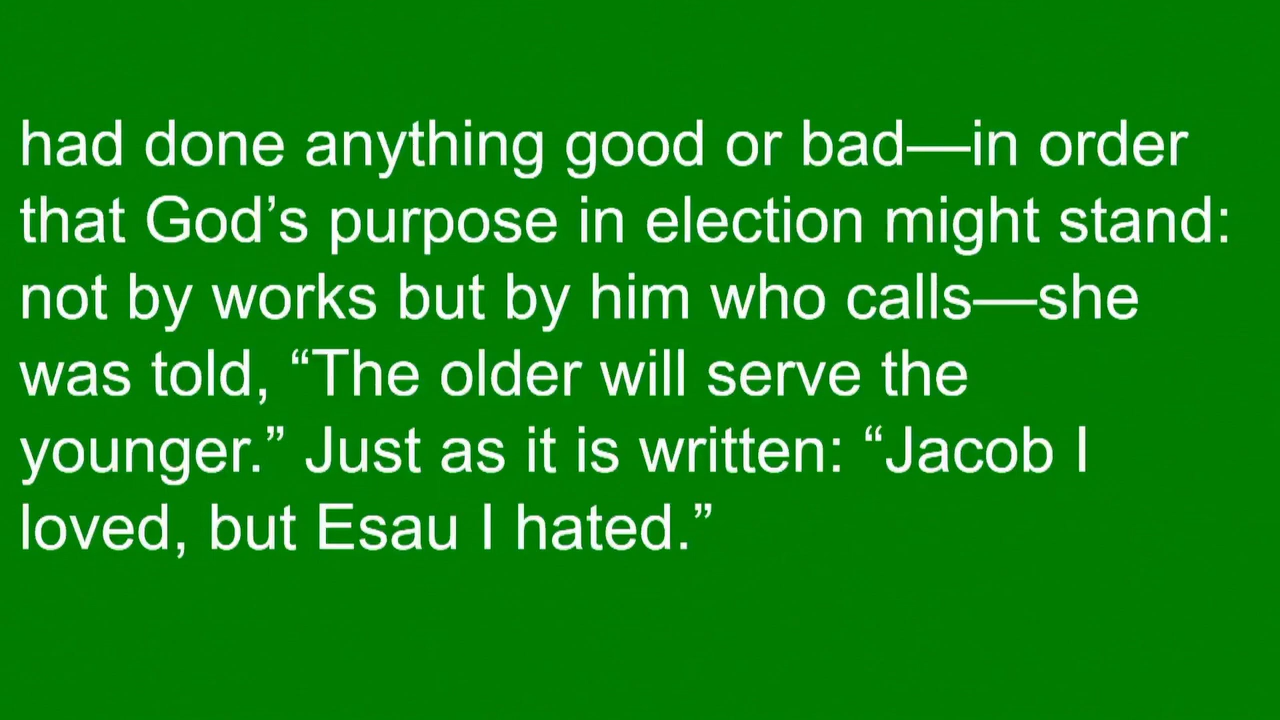 had done anything good or bad—in order
that God’s purpose in election might stand:
not by works but by him who calls—she
was told, “The older will serve the
younger.” Just as it is written: “Jacob I
loved, but Esau I hated.”